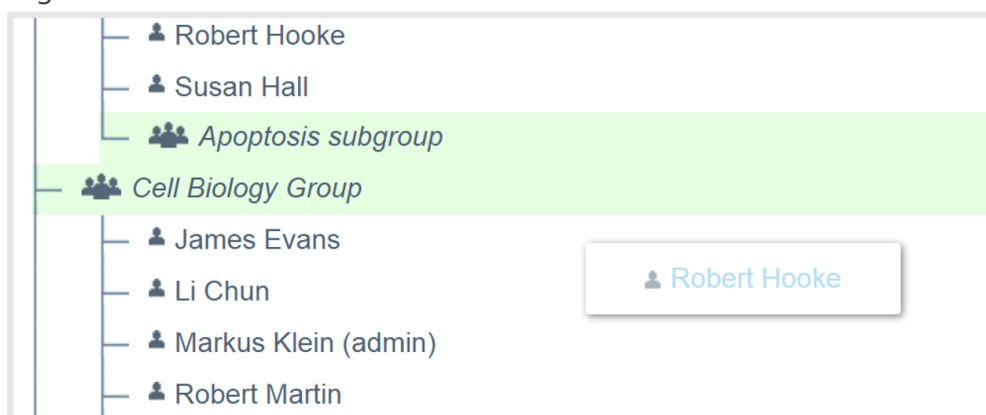 Robert Hooke
Susan Hall
Apoptosis subgroup
Cell Biology Group
James Evans
Robert Hooke
Li Chun
Markus Klein (admin)
Robert Martin